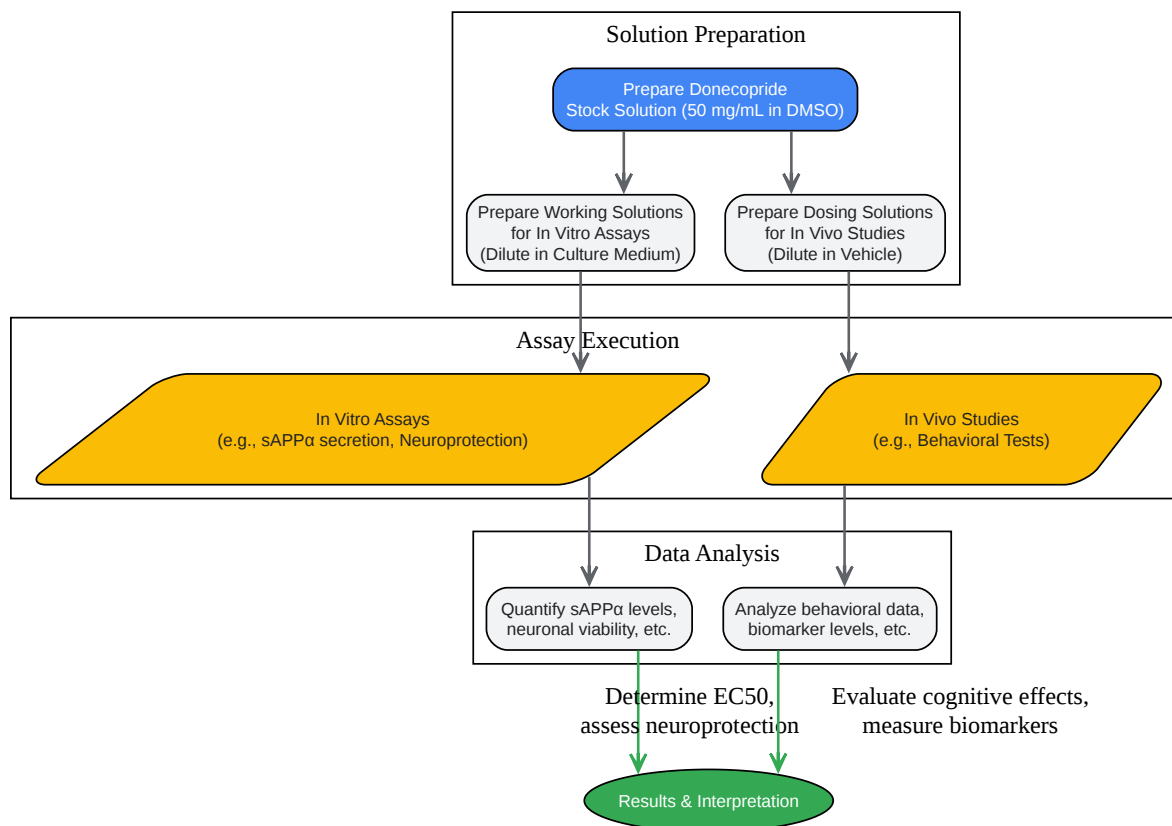 Solution Preparation
Prepare Donecopride
Stock Solution (50 mg/mL in DMSO)
Prepare Working Solutions
for In Vitro Assays
(Dilute in Culture Medium)
Prepare Dosing Solutions
for In Vivo Studies
(Dilute in Vehicle)
Assay Execution
In Vitro Assays
(e.g., sAPPα secretion, Neuroprotection)
In Vivo Studies
(e.g., Behavioral Tests)
Data Analysis
Quantify sAPPα levels,
neuronal viability, etc.
Analyze behavioral data,
biomarker levels, etc.
Determine EC50,
assess neuroprotection
Evaluate cognitive effects,
measure biomarkers
Results & Interpretation